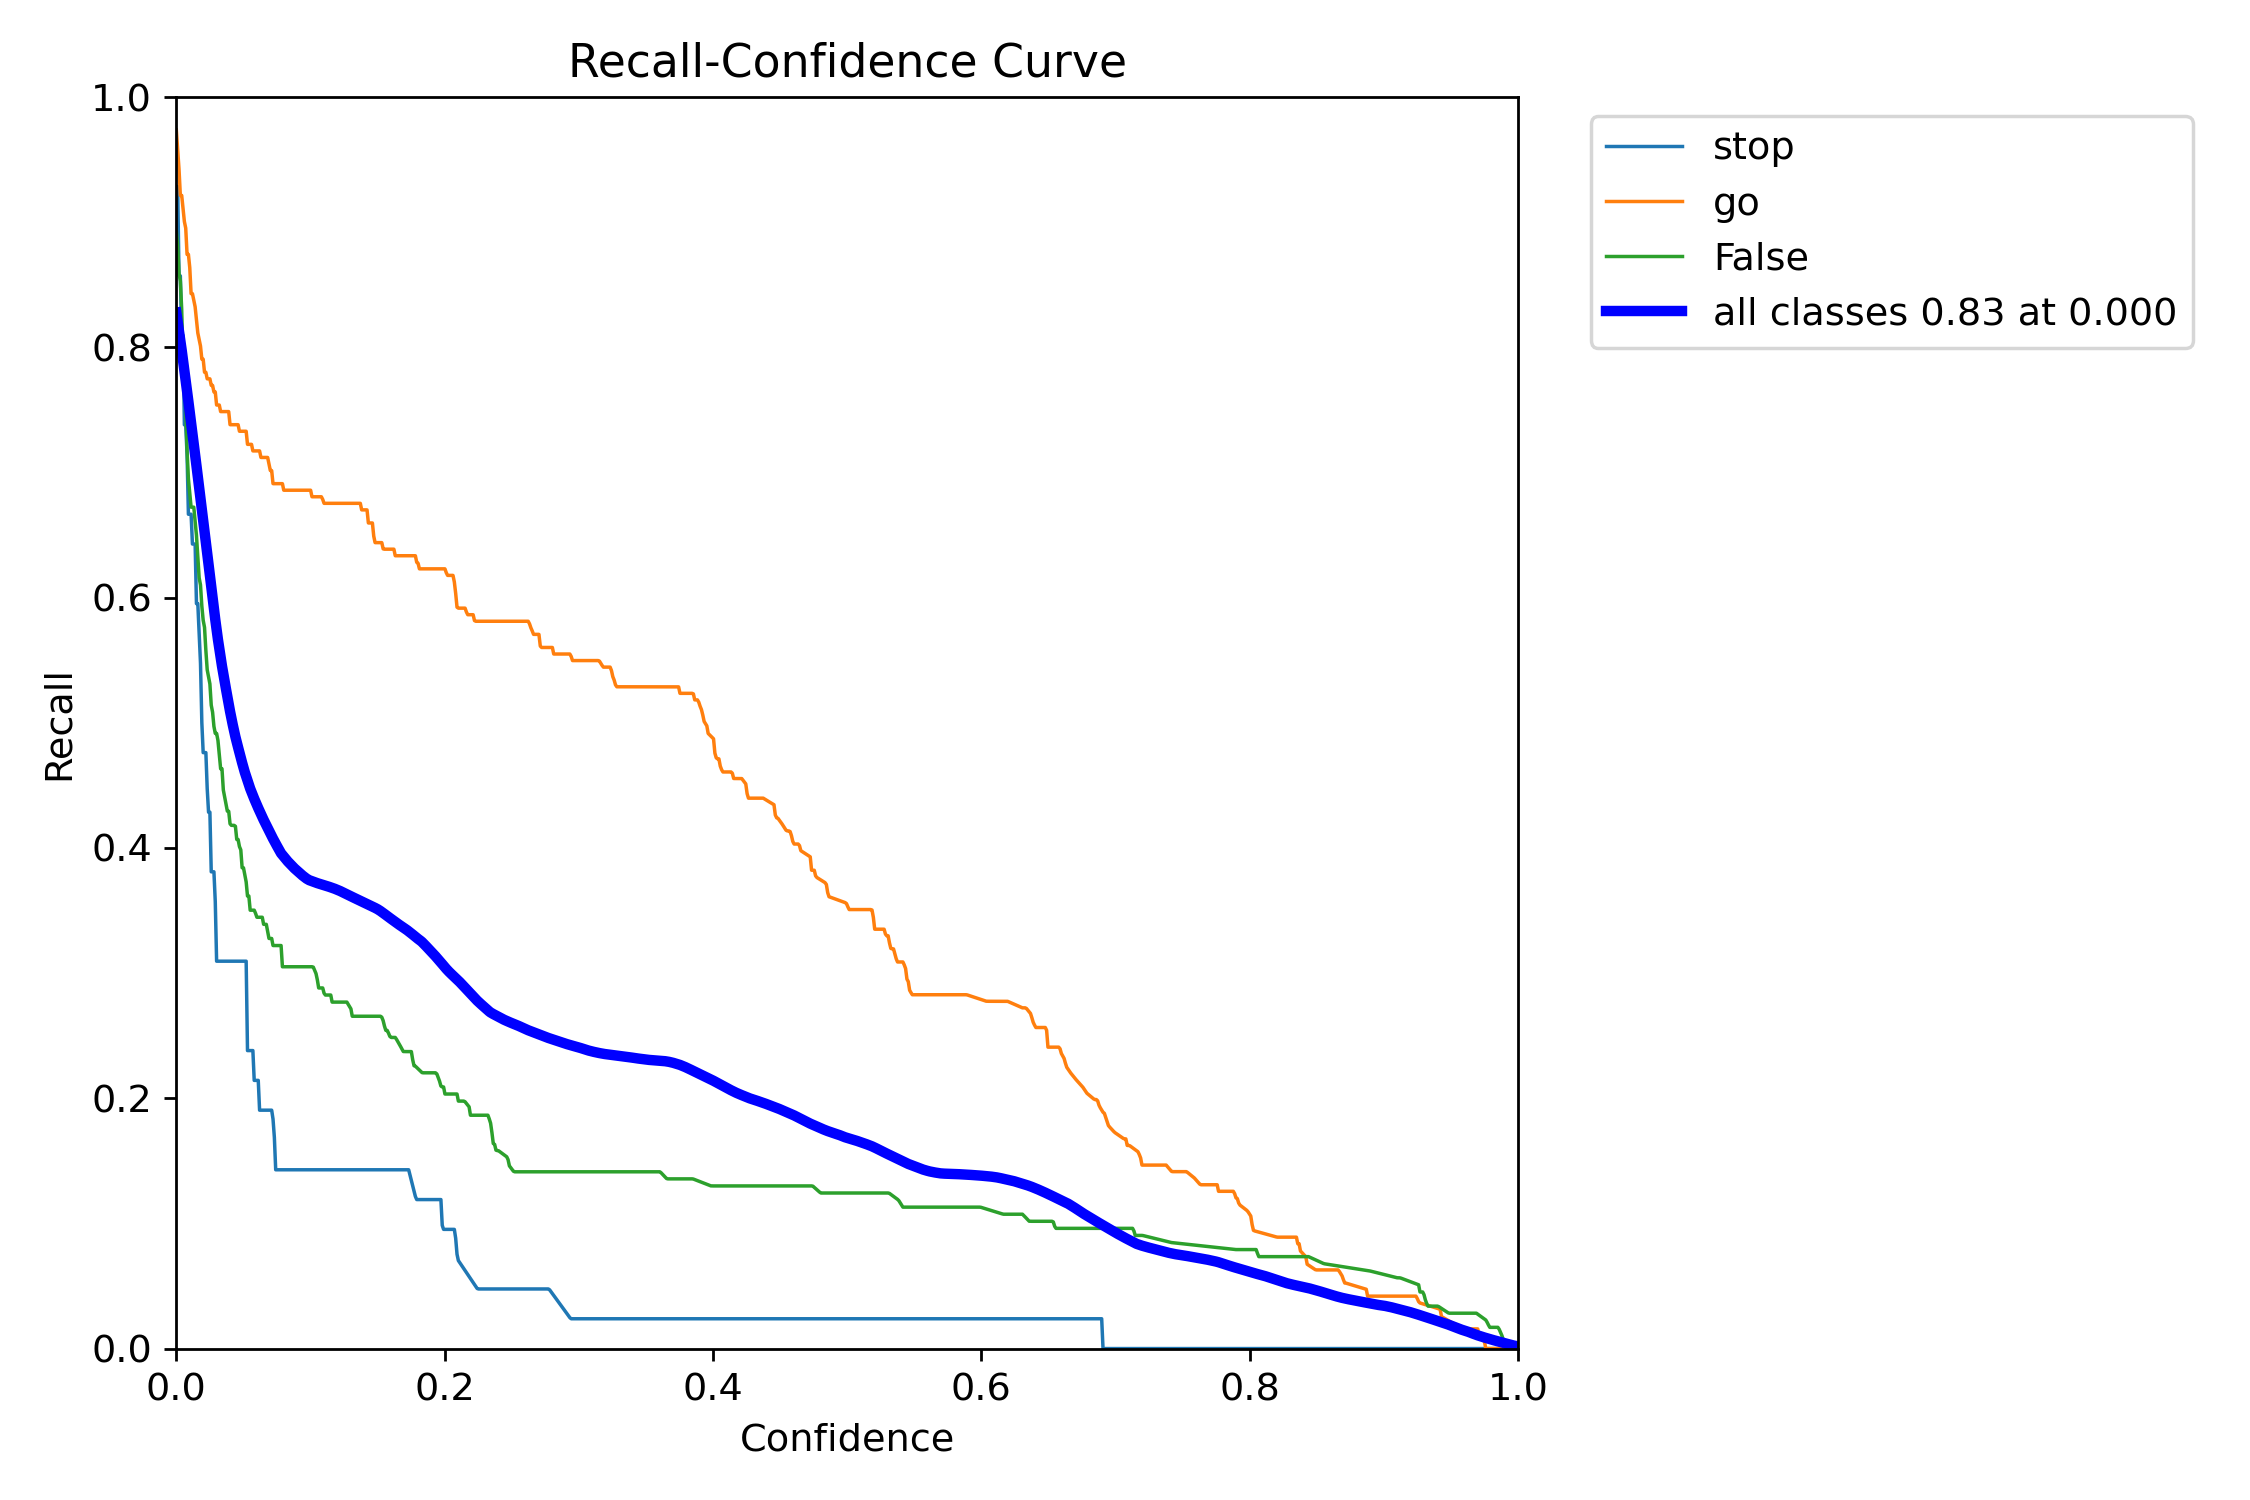 Recall-Confidence Curve
1.0
0.8
0.6
0.4
0.2
0.0
Recall
0.0 0.2 0.4 0.6 0.8 1.0
Confidence
stop
go
False
all classes 0.83 at 0.000